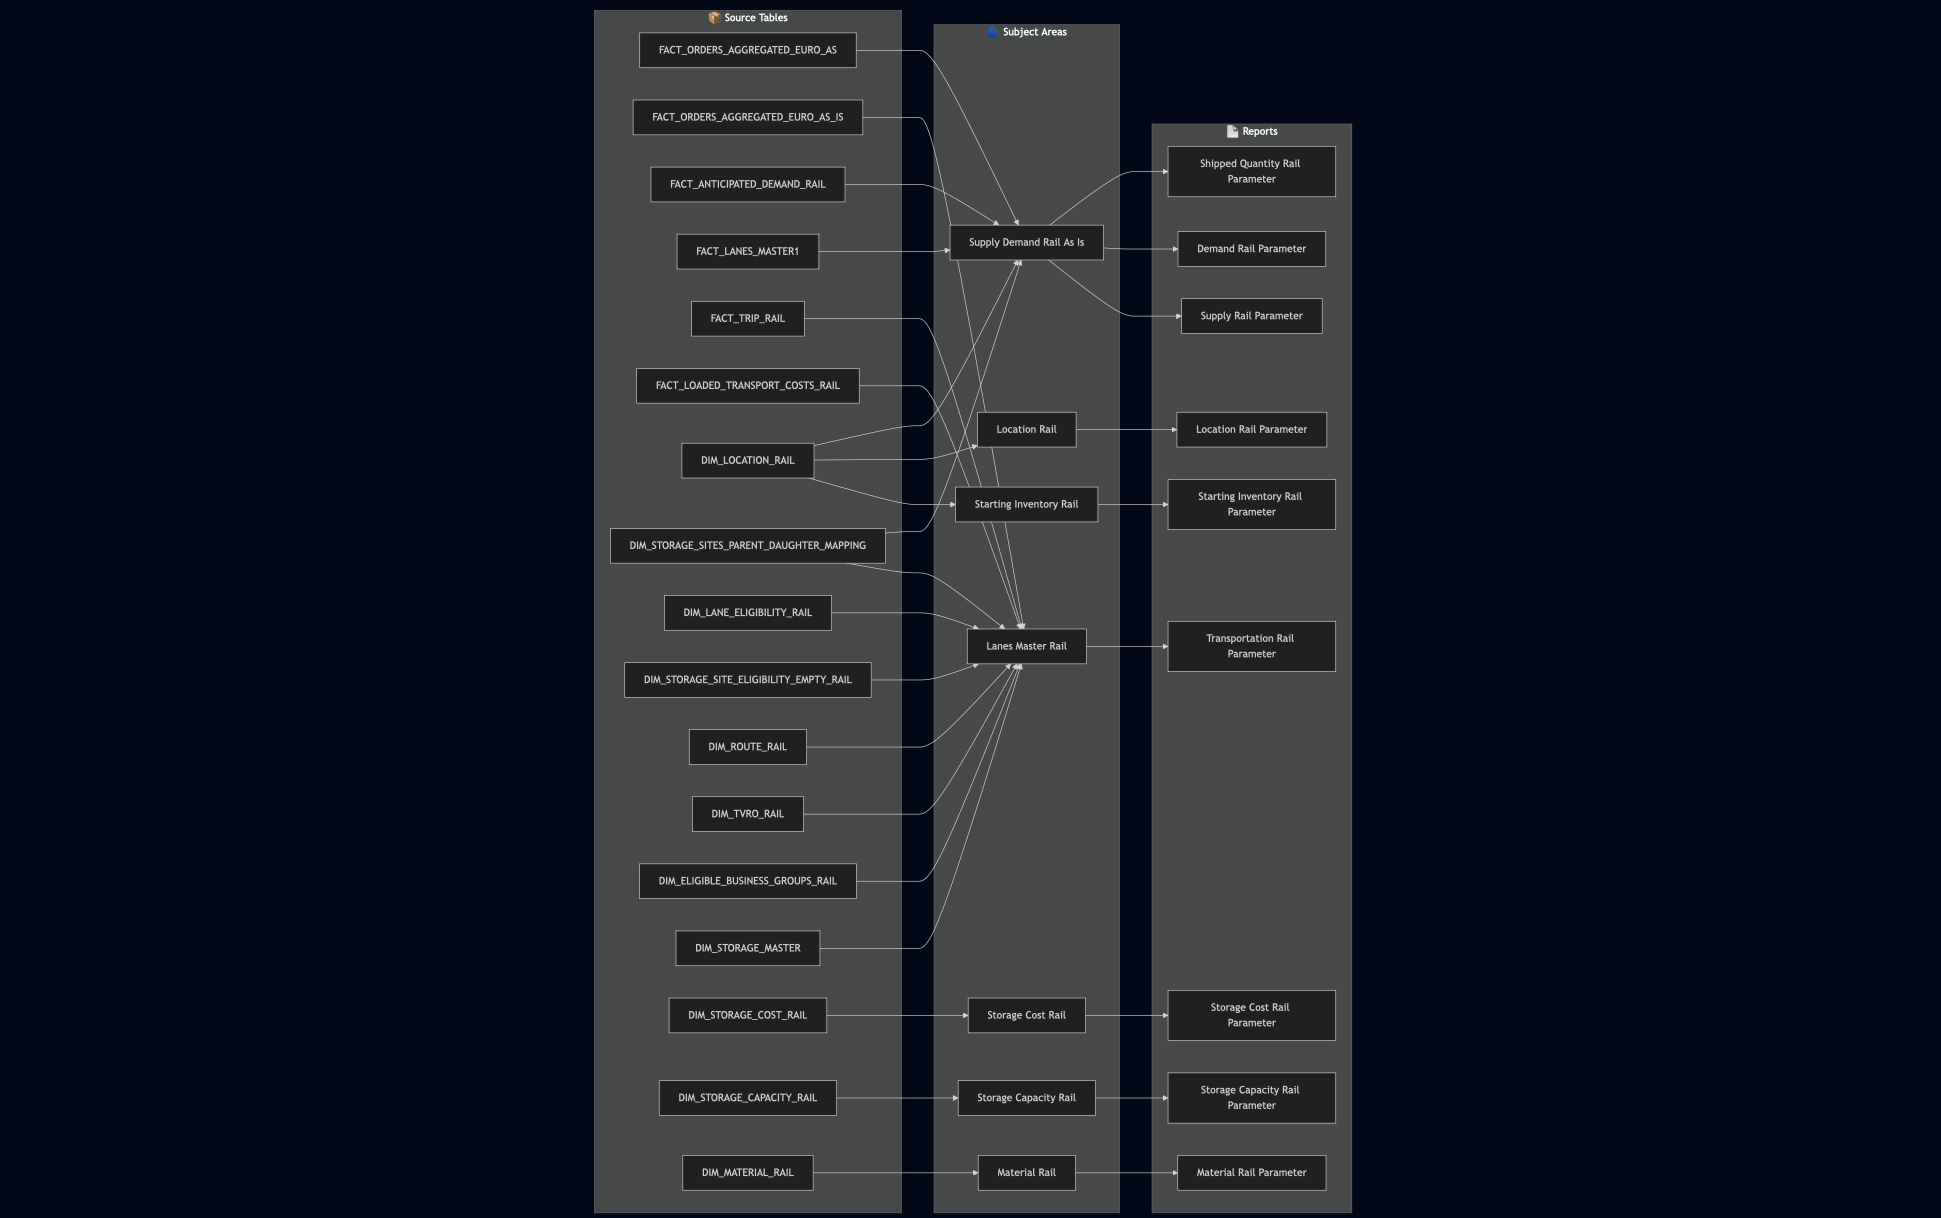 Source Tables
FACT_ORDERS_AGGREGATED_EURO_AS
FACT_ORDERS_AGGREGATED_EURO_AS_IS
FACT_ANTICIPATED_DEMAND_RAIL
FACT_LANES_MASTER1
FACT_TRIP_RAIL
FACT_LOADED_TRANSPORT_COSTS_RAIL
DIM_LOCATION_RAIL
DIM_STORAGE_SITES_PARENT_DAUGHTER_MAPPING
DIM_LANE_ELIGIBILITY_RAIL
DIM_STORAGE_SITE_ELIGIBILITY_EMPTY_RAIL
DIM_ROUTE_RAIL
DIM_TVRO_RAIL
DIM_ELIGIBLE_BUSINESS_GROUPS_RAIL
DIM_STORAGE_MASTER
DIM_STORAGE_COST_RAIL
DIM_STORAGE_CAPACITY_RAIL
DIM_MATERIAL_RAIL
Subject Areas
Supply Demand Rail As Is
Location Rail
Starting Inventory Rail
Lanes Master Rail
Storage Cost Rail
Storage Capacity Rail
Material Rail
Reports
Shipped Quantity Rail
Parameter
Demand Rail Parameter
Supply Rail Parameter
Location Rail Parameter
Starting Inventory Rail
Parameter
Transportation Rail
Parameter
Storage Cost Rail
Parameter
Storage Capacity Rail
Parameter
Material Rail Parameter